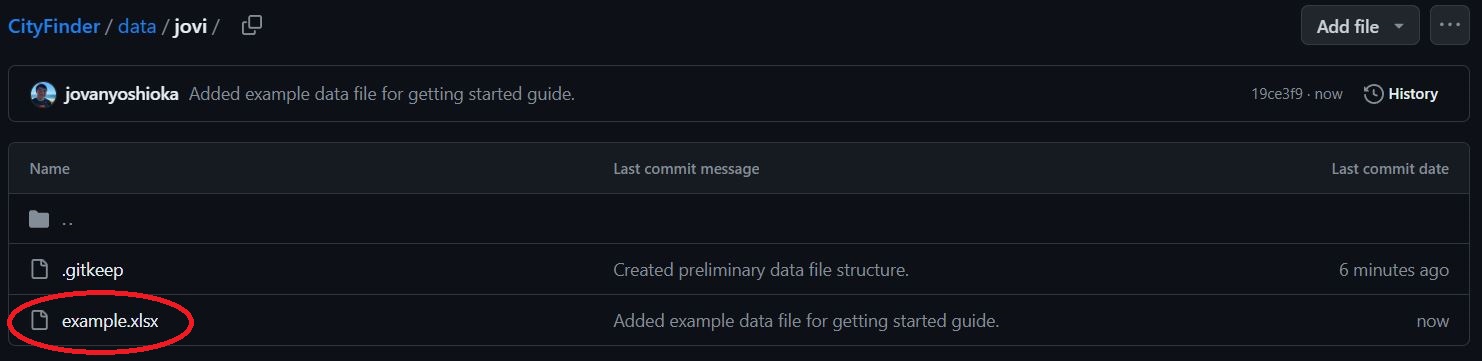 CityFinder / data / jovi / Add file ...
jovanyoshioka Added example data file for getting started guide. 19ce3f9 · now History
Name Last commit message Last commit date
..
.gitkeep Created preliminary data file structure. 6 minutes ago
example.xlsx Added example data file for getting started guide. now